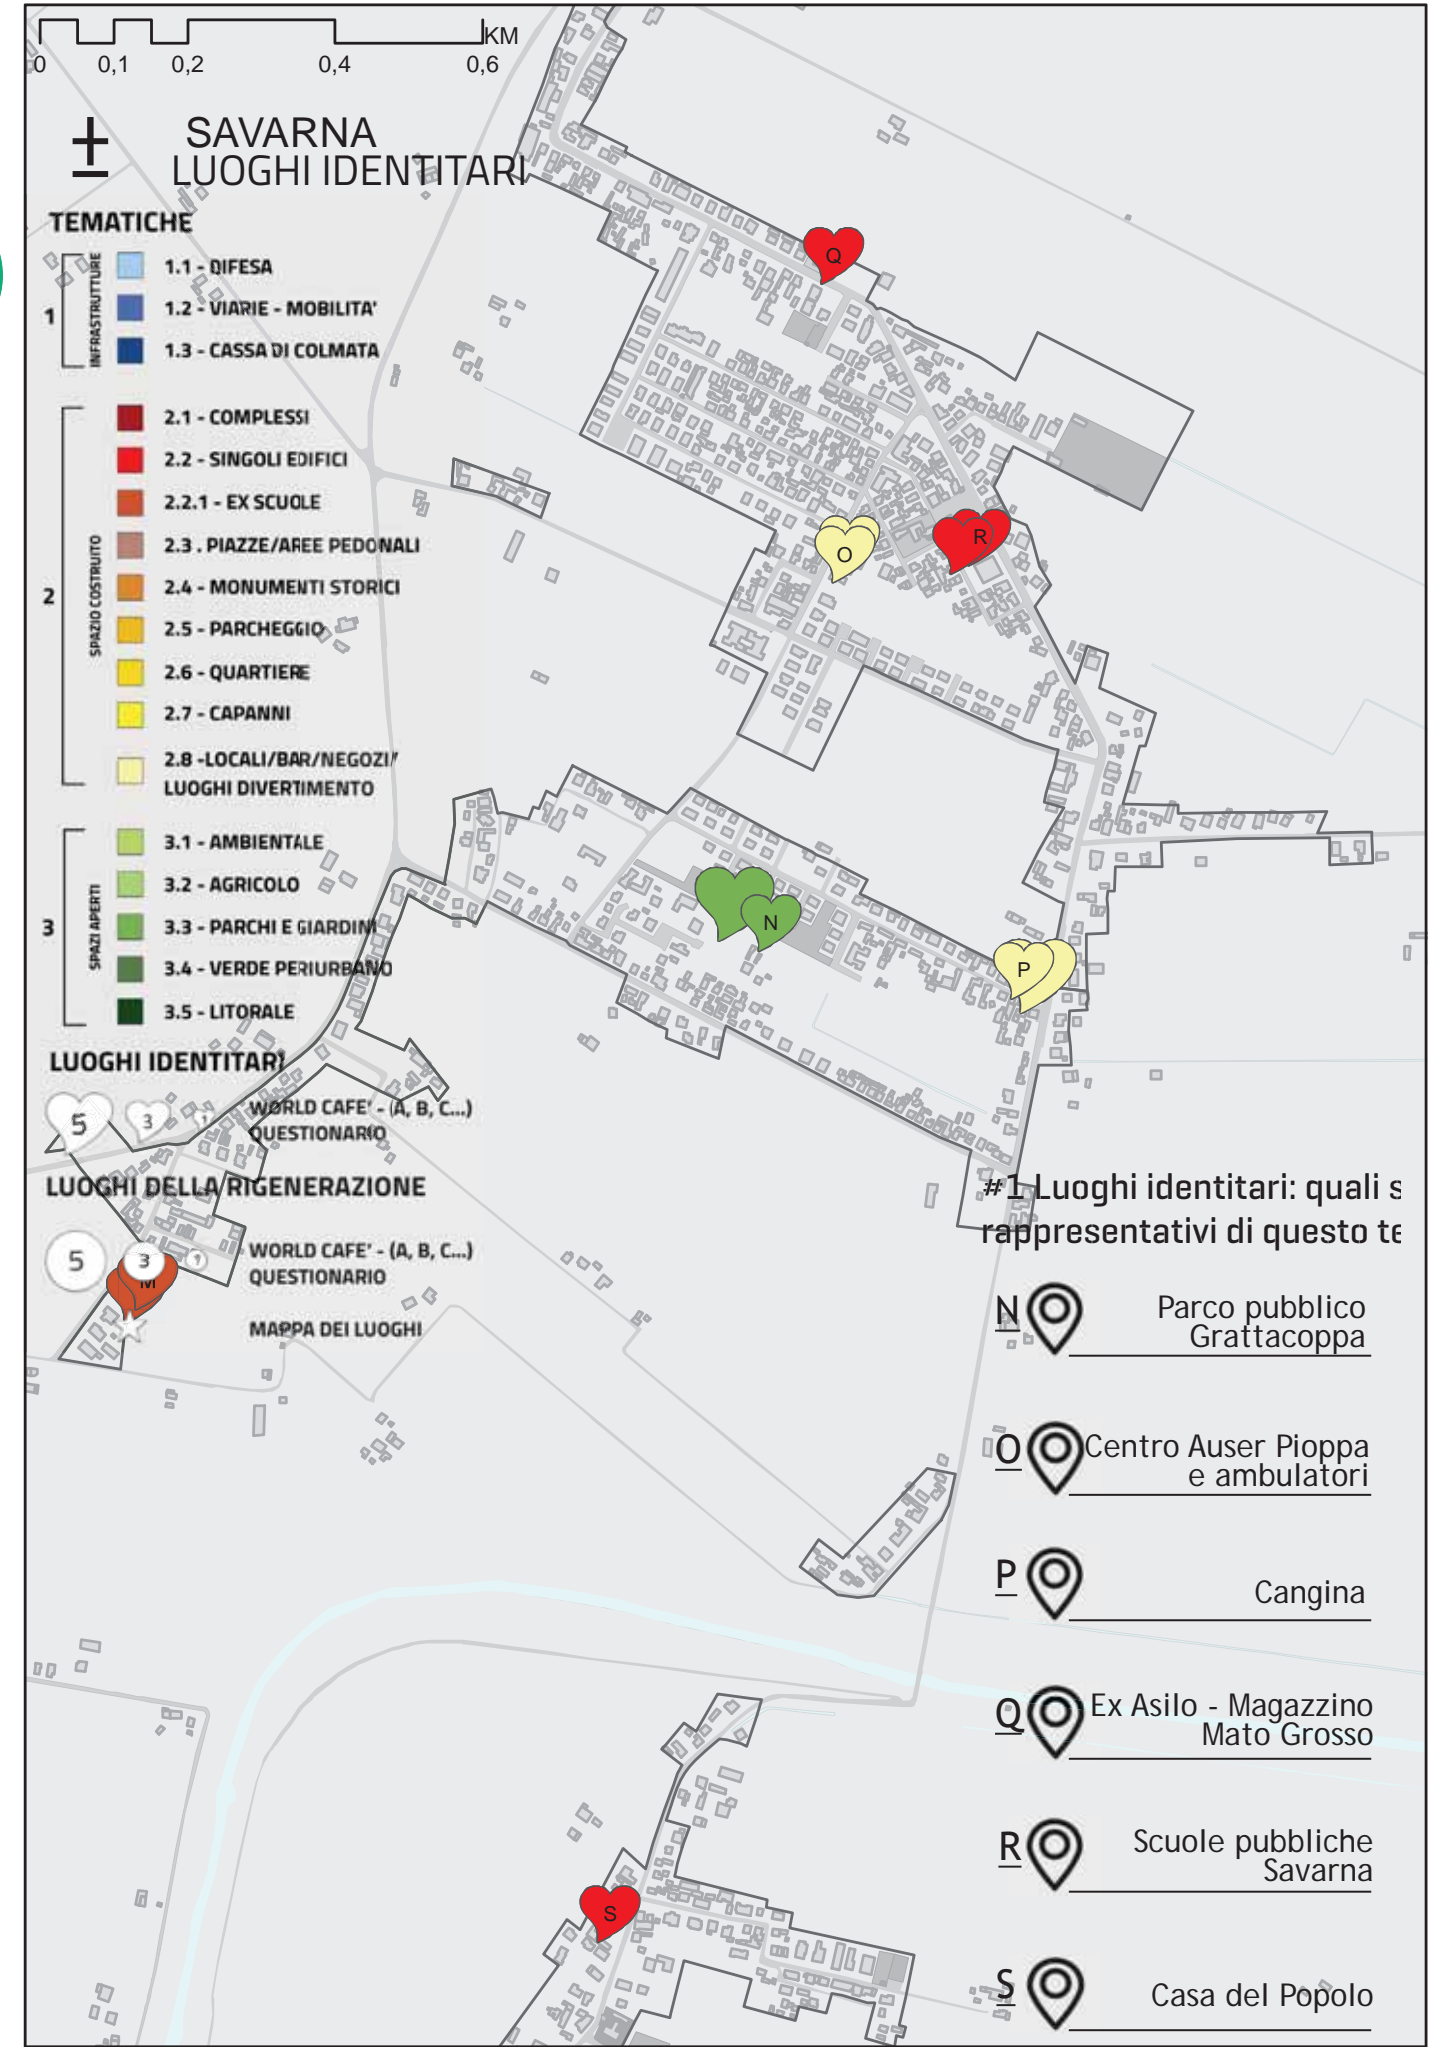 KM
0 0,1 0,2 0,4 0,6
SAVARNA
LUOGHI IDENTITARI
TEMATICHE
1
INFRASTRUTTURE
1.1 - DIFESA
1.2 - VIARIE - MOBILITA'
1.3 - CASSA DI COLMATA
2
SPAZIO COSTRUITO
2.1 - COMPLESSI
2.2 - SINGOLI EDIFICI
2.2.1 - EX SCUOLE
2.3 . PIAZZE/AREE PEDONALI
2.4 - MONUMENTI STORICI
2.5 - PARCHEGGIO
2.6 - QUARTIERE
2.7 - CAPANNI
2.8 -LOCALI/BAR/NEGOZI/
LUOGHI DIVERTIMENTO
3
SPAZI APERTI
3.1 - AMBIENTALE
3.2 - AGRICOLO
3.3 - PARCHI E GIARDINI
3.4 - VERDE PERIURBANO
3.5 - LITORALE
LUOGHI IDENTITARI
5 3 1
WORLD CAFE' - (A, B, C...)
QUESTIONARIO
LUOGHI DELLA RIGENERAZIONE
5 3 1
WORLD CAFE' - (A, B, C...)
QUESTIONARIO
MAPPA DEI LUOGHI
Q
R
O
N
P
M
S
#1 Luoghi identitari: quali s
rappresentativi di questo te
N
Parco pubblico
Grattacoppa
O
Centro Auser Pioppa
e ambulatori
P
Cangina
Q
Ex Asilo - Magazzino
Mato Grosso
R
Scuole pubbliche
Savarna
S
Casa del Popolo